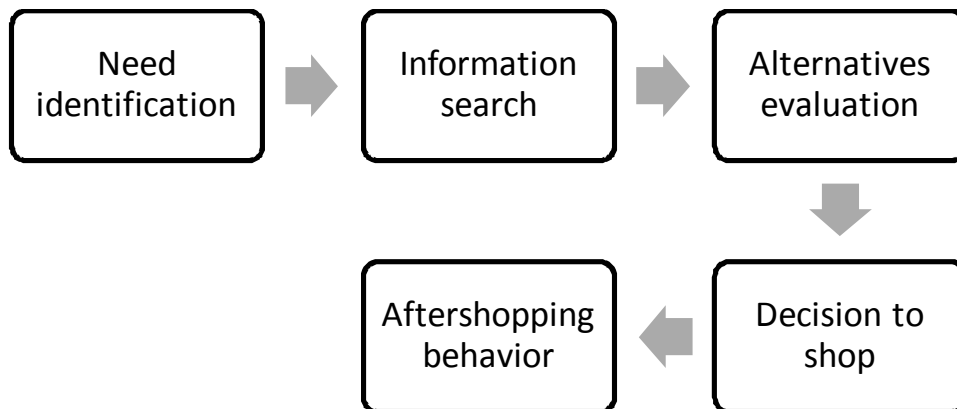 Need
identification
Information
search
Alternatives
evaluation
Decision to
shop
Aftershopping
behavior